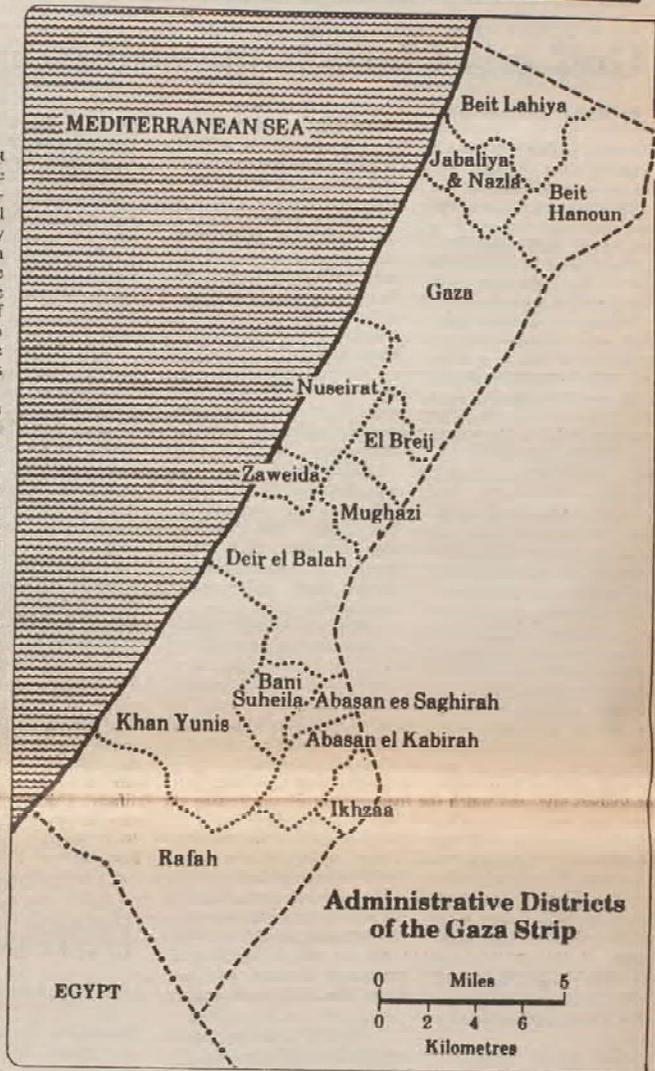 MEDITERRANEAN SEA
Beit Lahiya
Jabaliya
& Nazla
Beit
Hanoun
Gaza
Nuseirat
El Breij
Zaweida
Mughazi
Deir el Balah
Bani
Suheila
Abasan es Saghirah
Khan Yunis
Abasan el Kabirah
Ikhzaa
Rafah
Administrative Districts
of the Gaza Strip
EGYPT
0 Miles 5
0 2 4 6
Kilometres